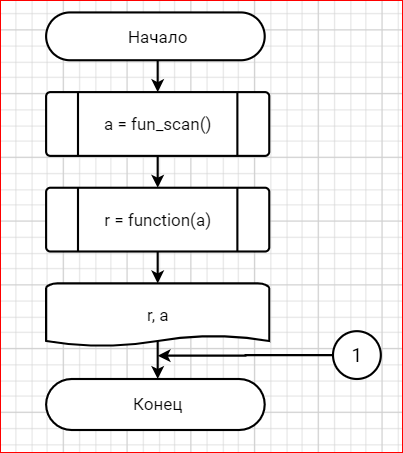 Начало
a = fun_scan()
r = function(a)
r, a
1
Конец